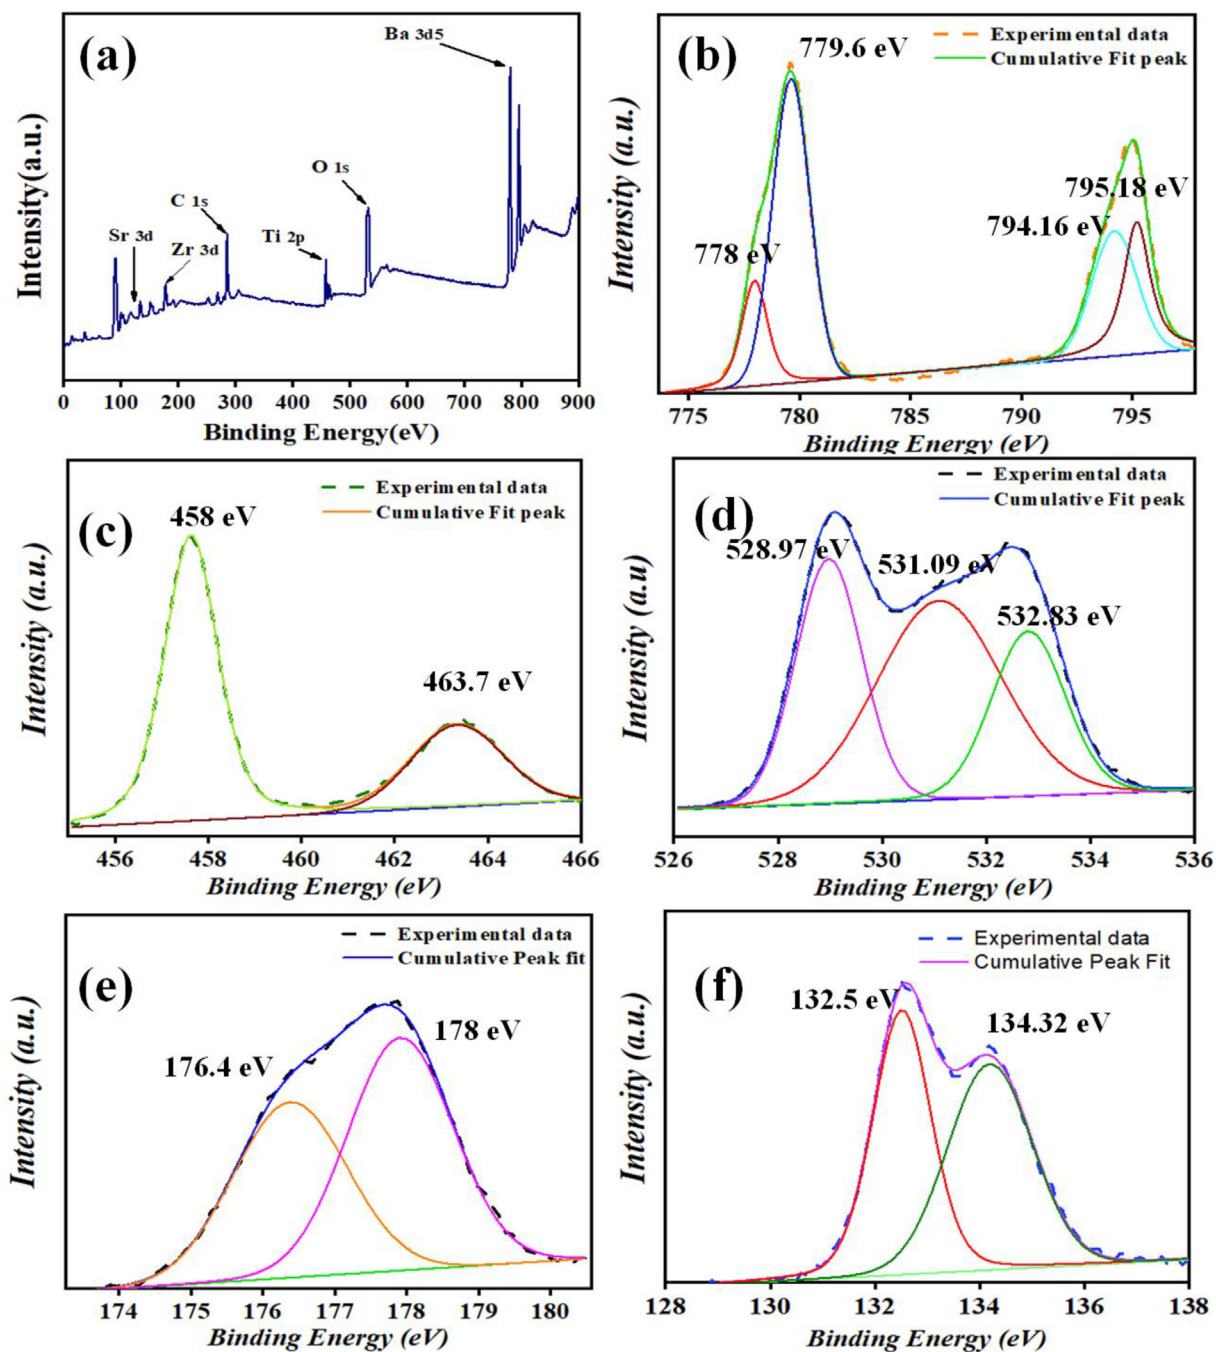 (a)
Ba 3d5
O 1s
C 1s
Ti 2p
Sr 3d
Zr 3d
Intensity(a.u.)
0 100 200 300 400 500 600 700 800 900
Binding Energy(eV)
(b)
Experimental data
Cumulative Fit peak
779.6 eV
795.18 eV
794.16 eV
778 eV
Intensity (a.u.)
775 780 785 790 795
Binding Energy (eV)
(c)
Experimental data
Cumulative Fit peak
458 eV
463.7 eV
Intensity (a.u.)
456 458 460 462 464 466
Binding Energy (eV)
(d)
Experimental data
Cumulative Fit peak
528.97 eV
531.09 eV
532.83 eV
Intensity (a.u)
526 528 530 532 534 536
Binding Energy (eV)
(e)
Experimental data
Cumulative Peak fit
176.4 eV
178 eV
Intensity (a.u.)
174 175 176 177 178 179 180
Binding Energy (eV)
(f)
Experimental data
Cumulative Peak Fit
132.5 eV
134.32 eV
Intensity (a.u.)
128 130 132 134 136 138
Binding Energy (eV)